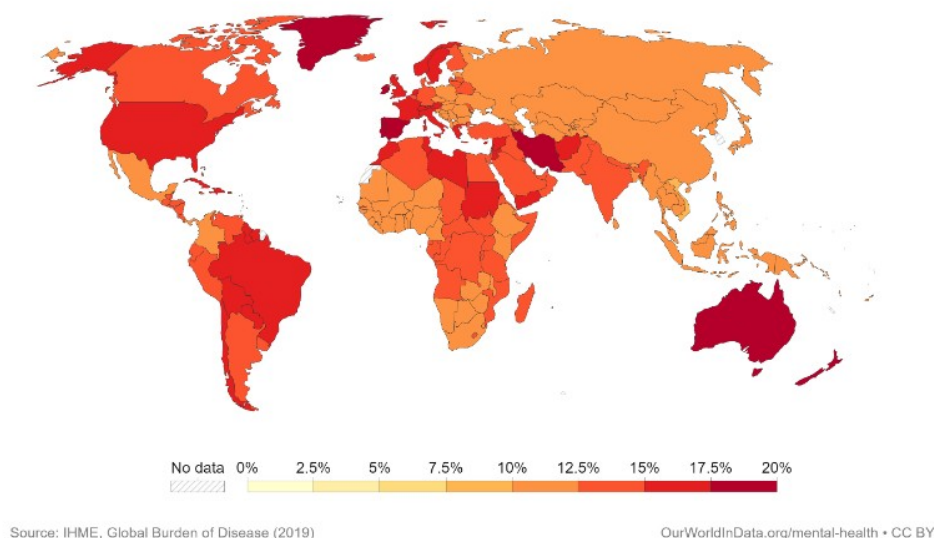 No data 0% 2.5% 5% 7.5% 10% 12.5% 15% 17.5% 20%
Source: IHME, Global Burden of Disease (2019) OurWorldInData.org/mental-health • CC BY